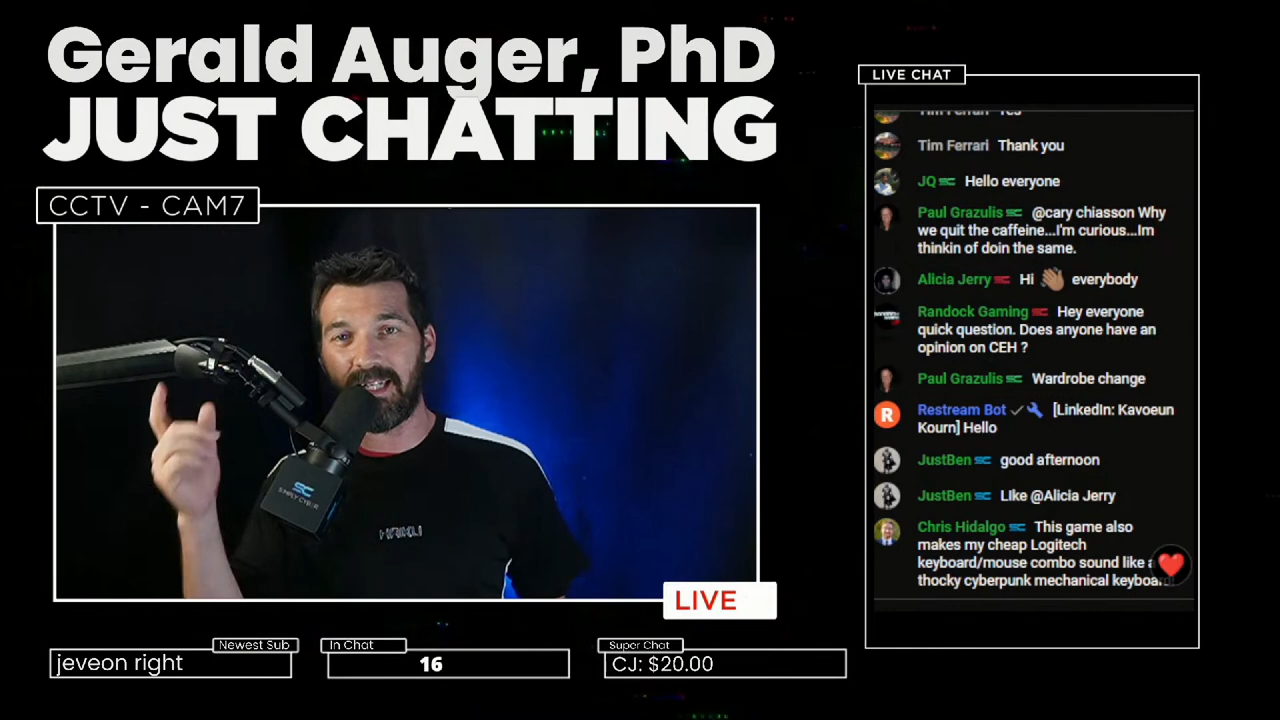 Gerald Auger, PhD
JUST CHATTING
CCTV - CAM7
SIMPLY CYBER
LIVE
Newest Sub
jeveon right
In Chat
16
Super Chat
CJ: $20.00
LIVE CHAT
Tim Ferrari Yes
Tim Ferrari Thank you
JQ Hello everyone
Paul Grazulis @cary chiasson Why
we quit the caffeine...I'm curious...Im
thinkin of doin the same.
Alicia Jerry Hi 👋🏽 everybody
Randock Gaming Hey everyone
quick question. Does anyone have an
opinion on CEH ?
Paul Grazulis Wardrobe change
R
Restream Bot [LinkedIn: Kavoeun
Kourn] Hello
JustBen good afternoon
JustBen LIke @Alicia Jerry
Chris Hidalgo This game also
makes my cheap Logitech
keyboard/mouse combo sound like a
thocky cyberpunk mechanical keyboard